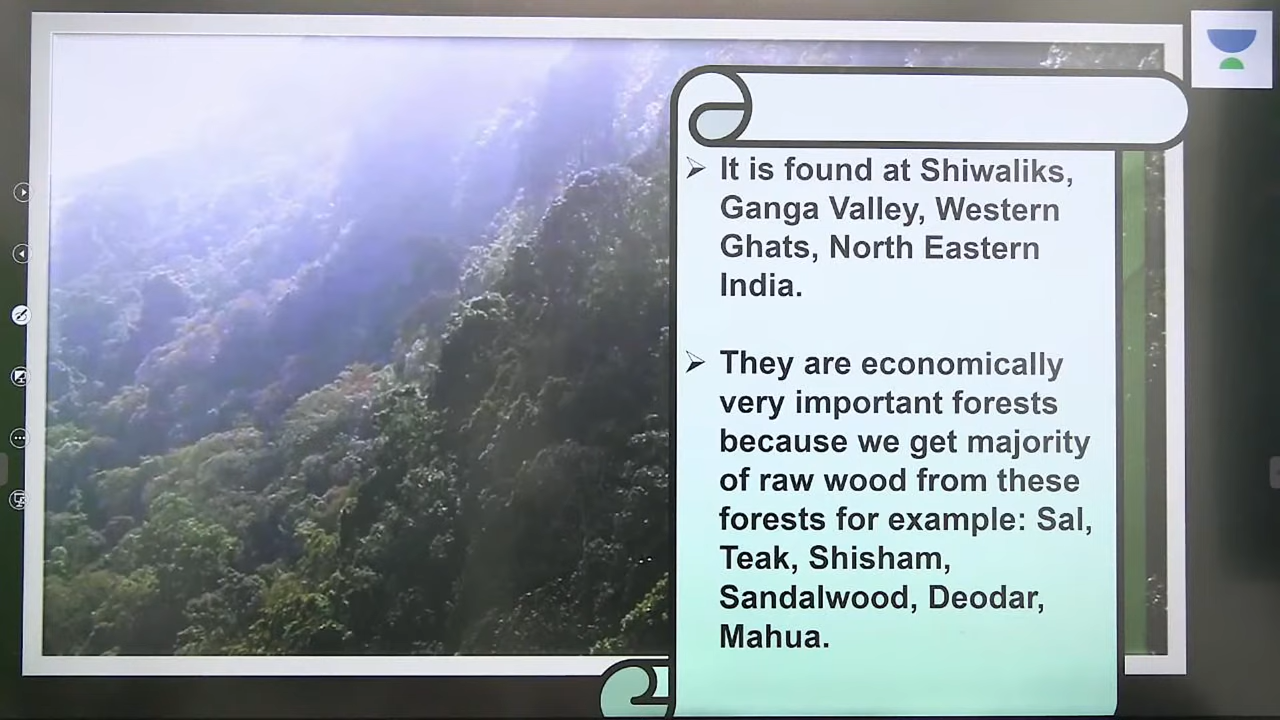 It is found at Shiwaliks,
Ganga Valley, Western
Ghats, North Eastern
India.
They are economically
very important forests
because we get majority
of raw wood from these
forests for example: Sal,
Teak, Shisham,
Sandalwood, Deodar,
Mahua.